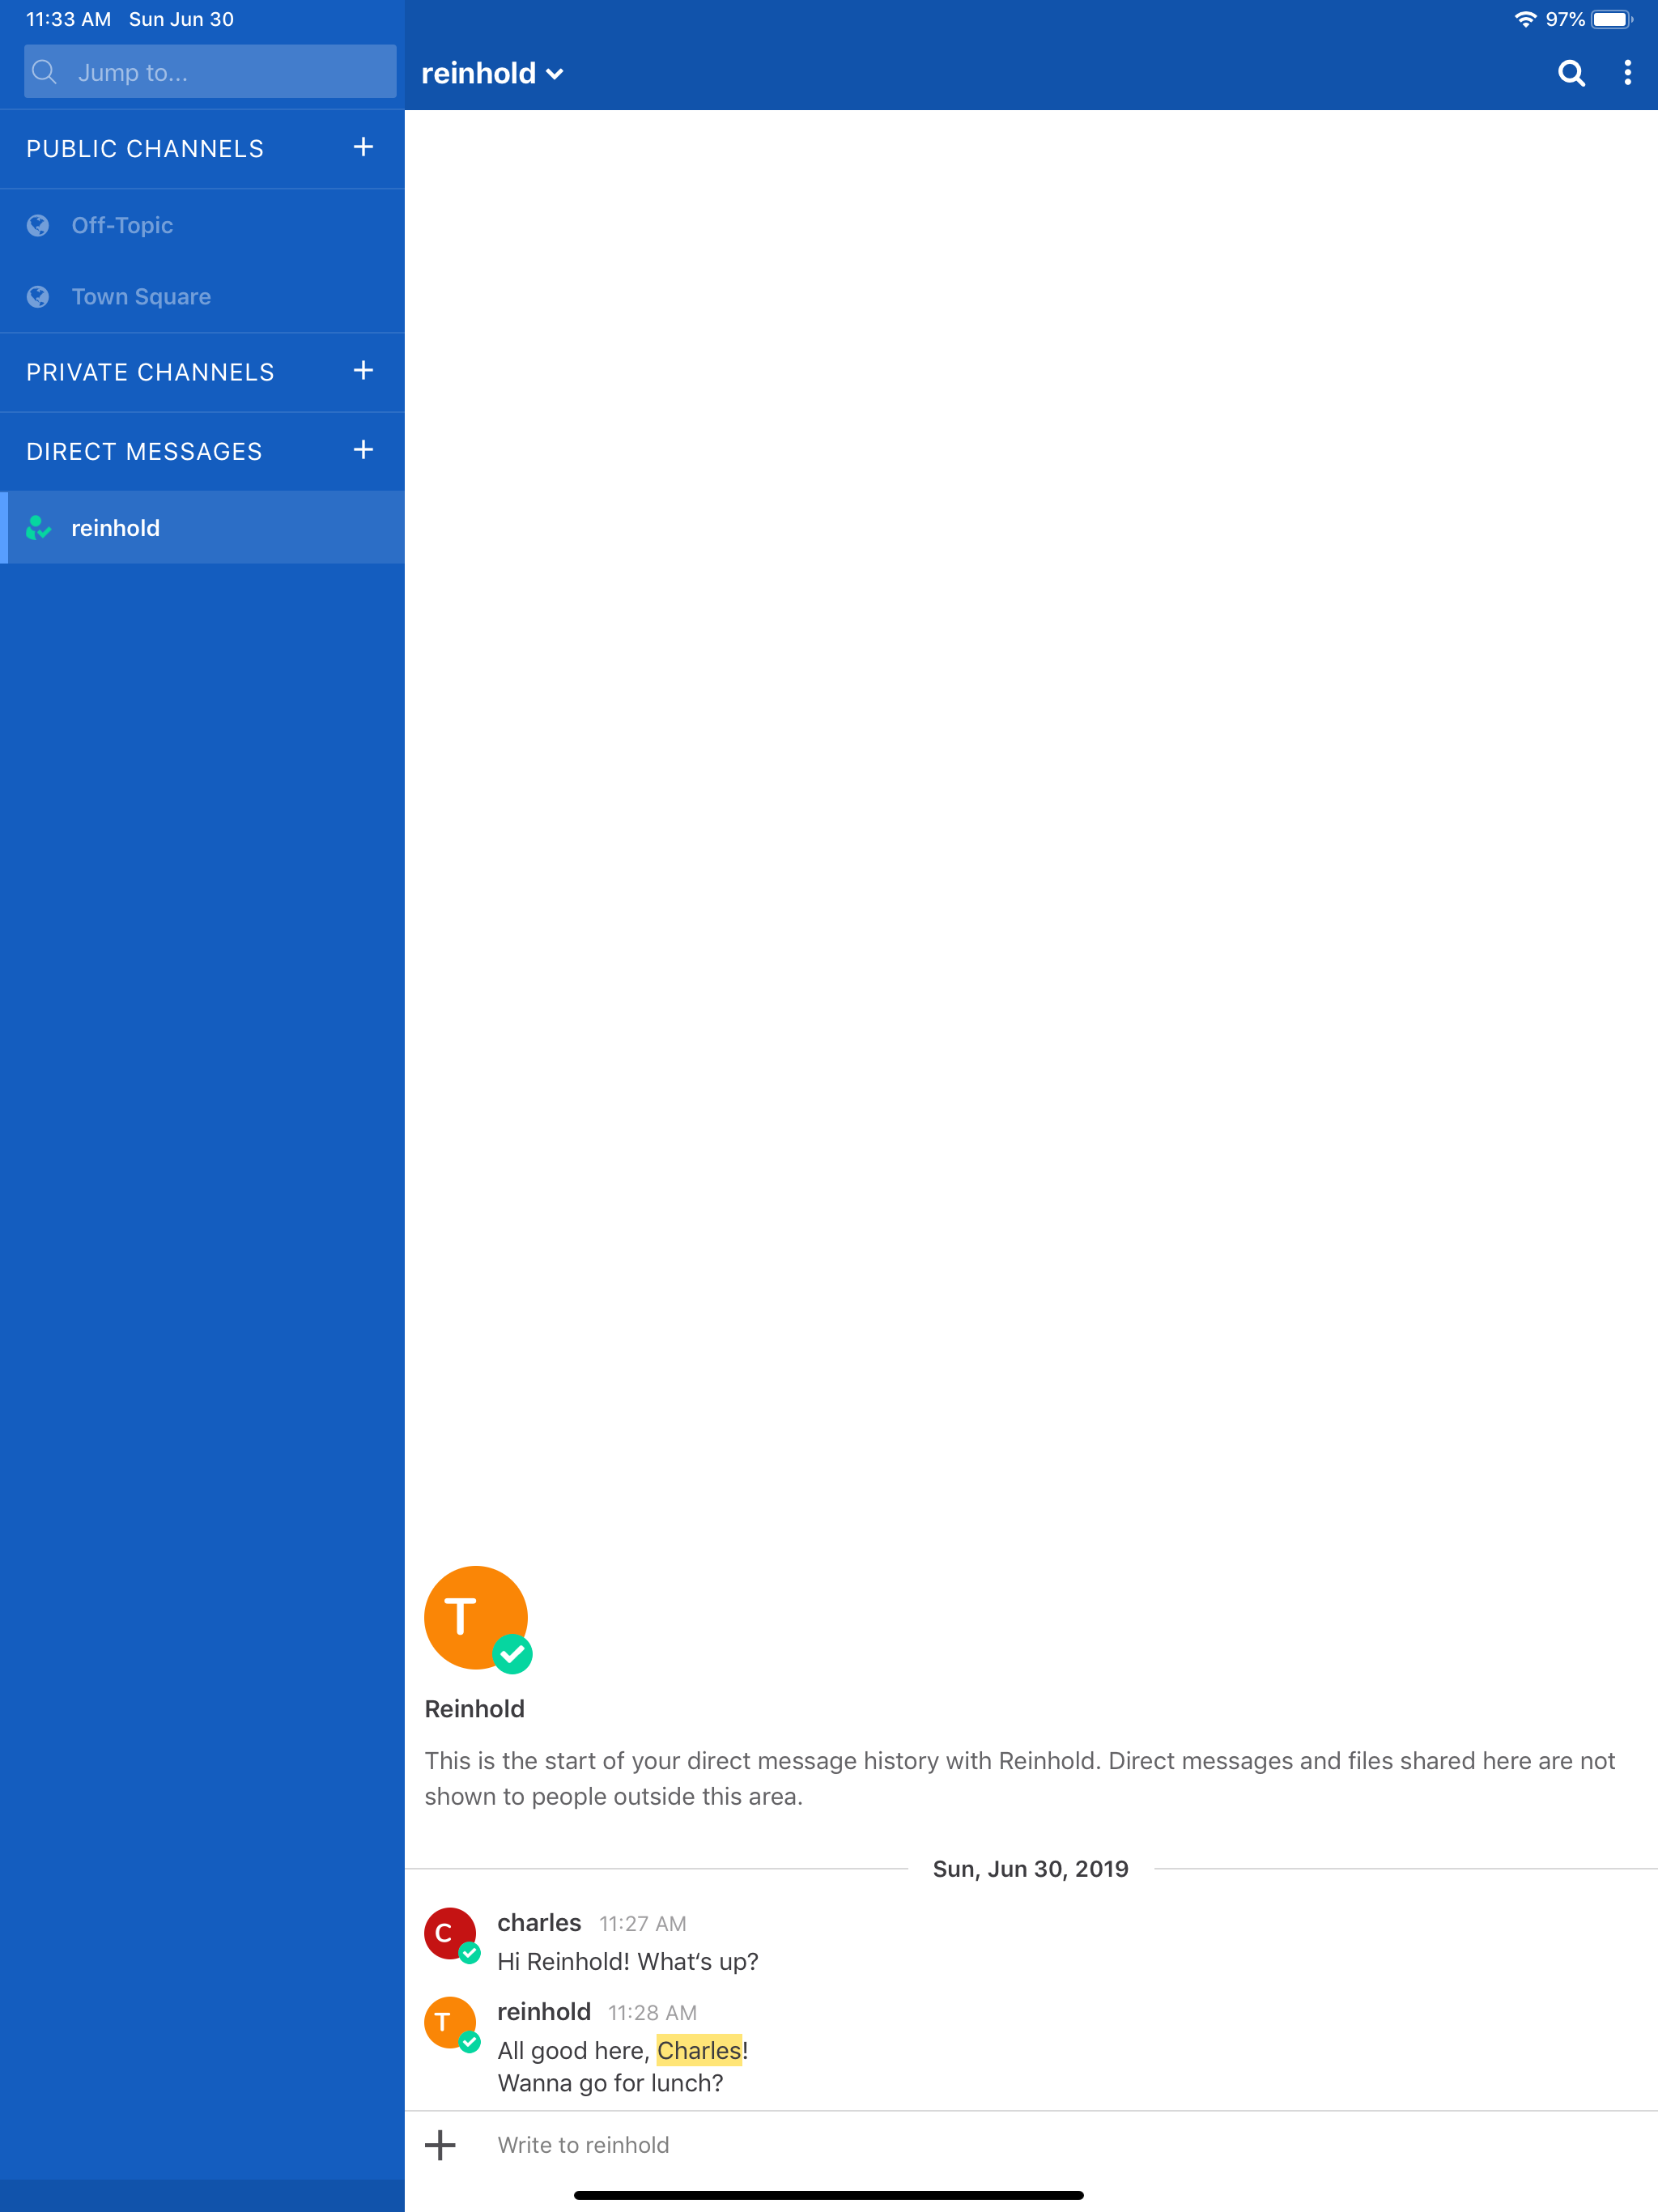 11:33 AM Sun Jun 30
97%
Jump to...
PUBLIC CHANNELS
Off-Topic
Town Square
PRIVATE CHANNELS
DIRECT MESSAGES
reinhold
reinhold
T
Reinhold
This is the start of your direct message history with Reinhold. Direct messages and files shared here are not
shown to people outside this area.
Sun, Jun 30, 2019
C
charles 11:27 AM
Hi Reinhold! What‘s up?
T
reinhold 11:28 AM
All good here, Charles!
Wanna go for lunch?
Write to reinhold